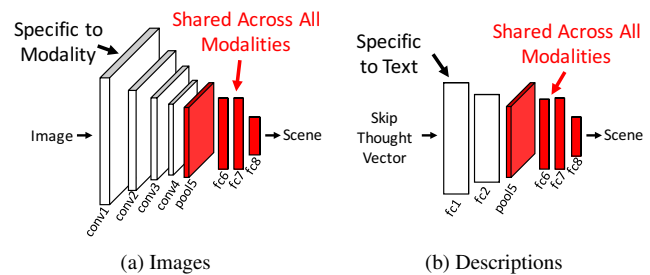 Specific to
Modality
Shared Across All
Modalities
Image
Scene
conv1
conv2
conv3
conv4
pool5
fc6
fc7
fc8
(a) Images
Specific
to Text
Shared Across All
Modalities
Skip
Thought
Vector
Scene
fc1
fc2
pool5
fc6
fc7
fc8
(b) Descriptions